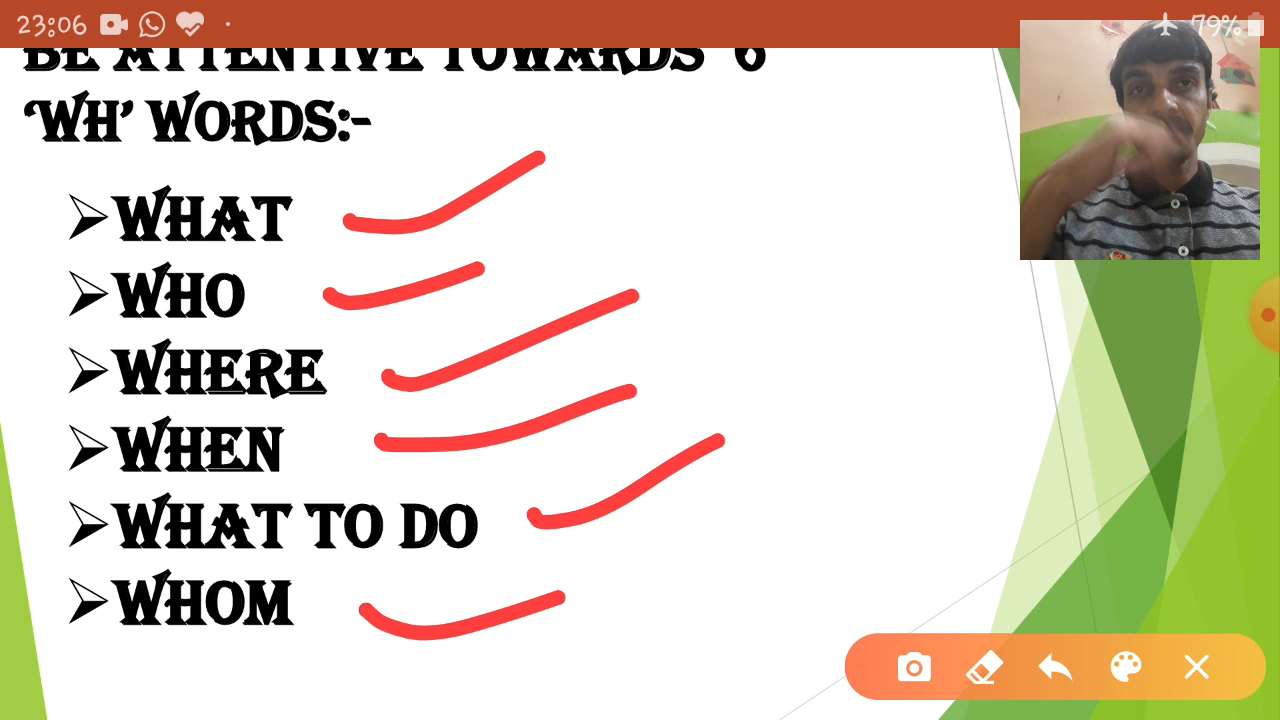 23:06
79%
BE ATTENTIVE TOWARDS 6
‘WH’ WORDS:-
WHAT
WHO
WHERE
WHEN
WHAT TO DO
WHOM